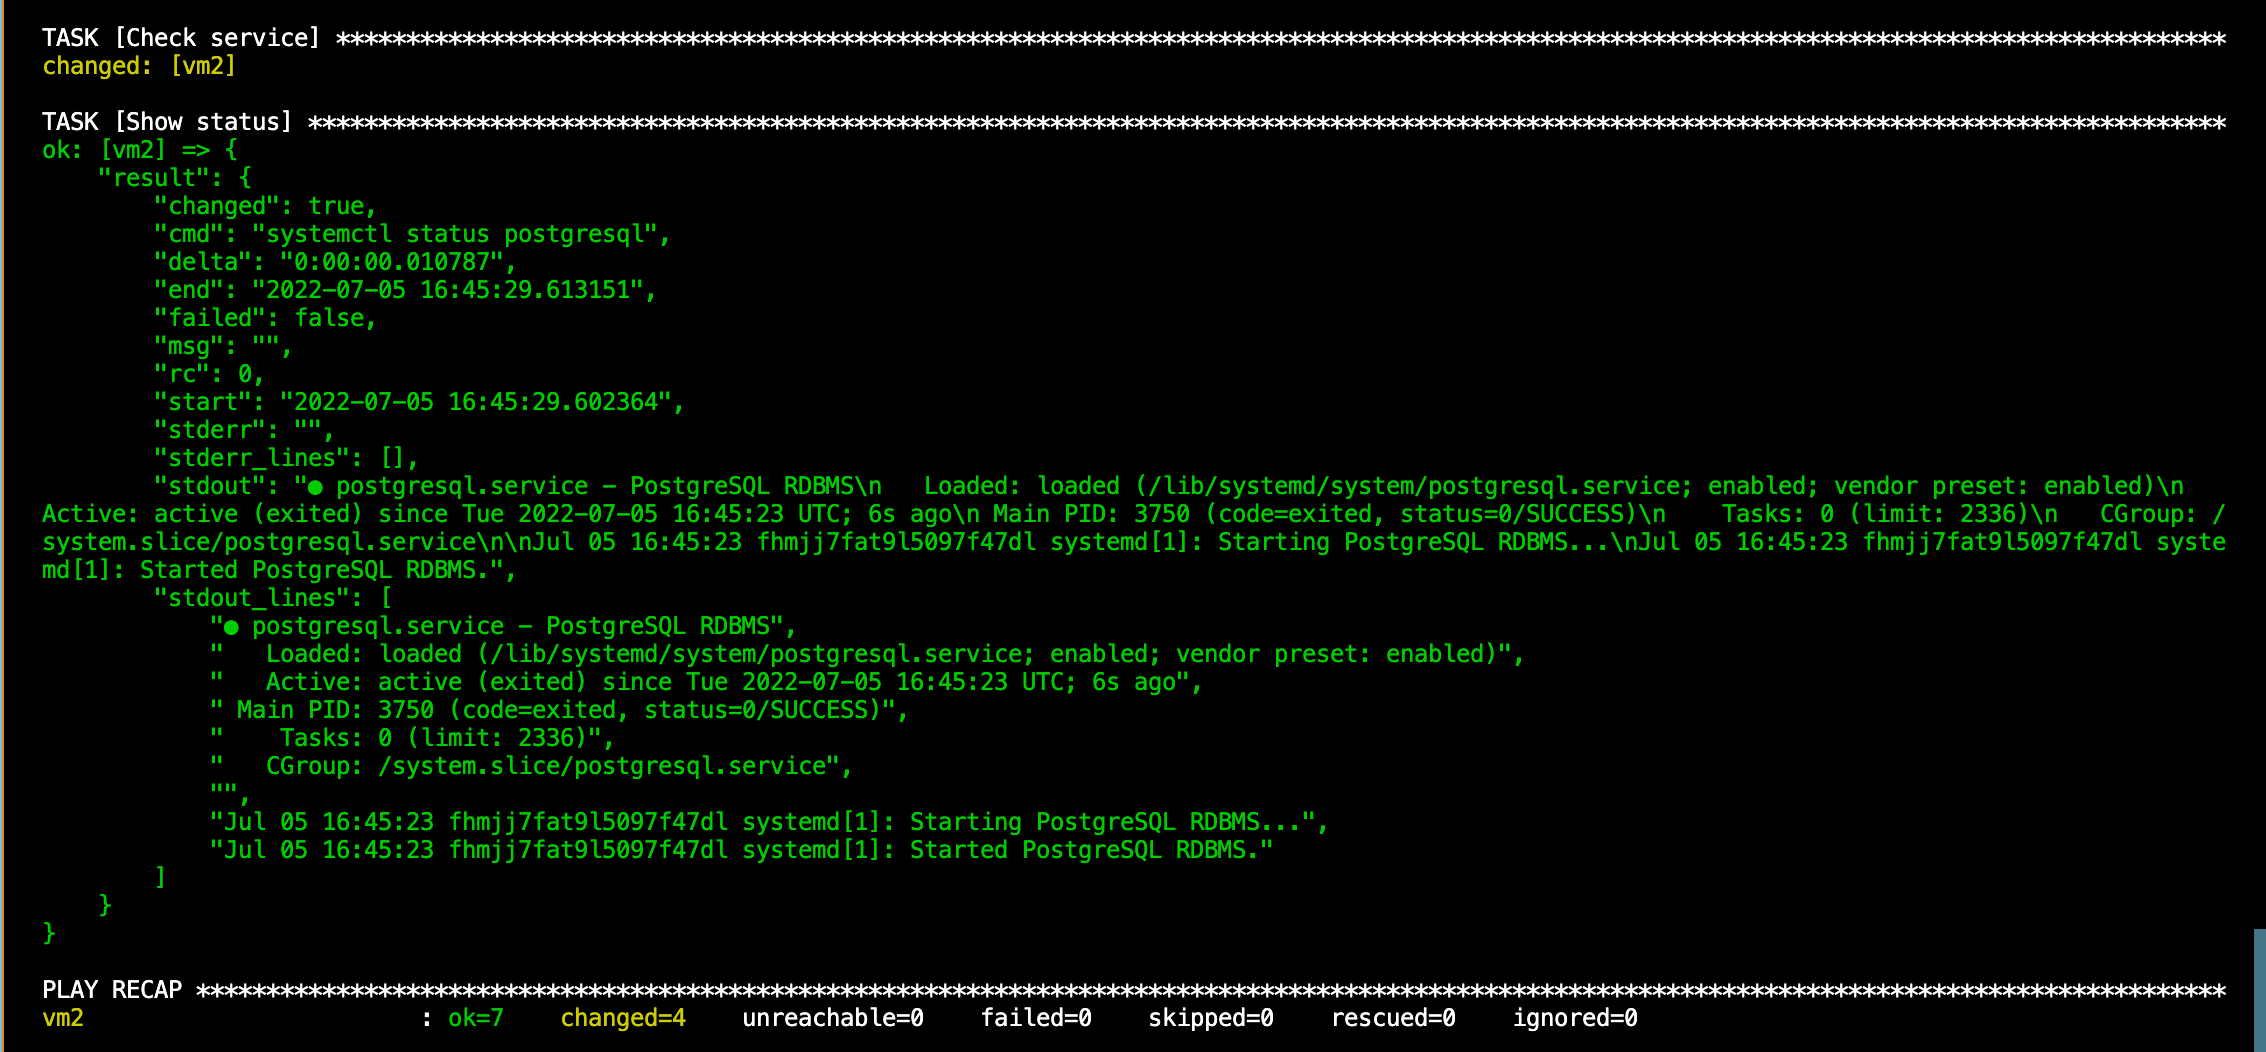 TASK [Check service] ***************************************************************************************************************************************
changed: [vm2]

TASK [Show status] *****************************************************************************************************************************************
ok: [vm2] => {
    "result": {
        "changed": true,
        "cmd": "systemctl status postgresql",
        "delta": "0:00:00.010787",
        "end": "2022-07-05 16:45:29.613151",
        "failed": false,
        "msg": "",
        "rc": 0,
        "start": "2022-07-05 16:45:29.602364",
        "stderr": "",
        "stderr_lines": [],
        "stdout": "● postgresql.service - PostgreSQL RDBMS\n   Loaded: loaded (/lib/systemd/system/postgresql.service; enabled; vendor preset: enabled)\n
Active: active (exited) since Tue 2022-07-05 16:45:23 UTC; 6s ago\n Main PID: 3750 (code=exited, status=0/SUCCESS)\n    Tasks: 0 (limit: 2336)\n   CGroup: /
system.slice/postgresql.service\n\nJul 05 16:45:23 fhmjj7fat9l5097f47dl systemd[1]: Starting PostgreSQL RDBMS...\nJul 05 16:45:23 fhmjj7fat9l5097f47dl syste
md[1]: Started PostgreSQL RDBMS.",
        "stdout_lines": [
            "● postgresql.service - PostgreSQL RDBMS",
            "   Loaded: loaded (/lib/systemd/system/postgresql.service; enabled; vendor preset: enabled)",
            "   Active: active (exited) since Tue 2022-07-05 16:45:23 UTC; 6s ago",
            " Main PID: 3750 (code=exited, status=0/SUCCESS)",
            "    Tasks: 0 (limit: 2336)",
            "   CGroup: /system.slice/postgresql.service",
            "",
            "Jul 05 16:45:23 fhmjj7fat9l5097f47dl systemd[1]: Starting PostgreSQL RDBMS...",
            "Jul 05 16:45:23 fhmjj7fat9l5097f47dl systemd[1]: Started PostgreSQL RDBMS."
        ]
    }
}

PLAY RECAP *************************************************************************************************************************************************
vm2                        : ok=7    changed=4    unreachable=0    failed=0    skipped=0    rescued=0    ignored=0